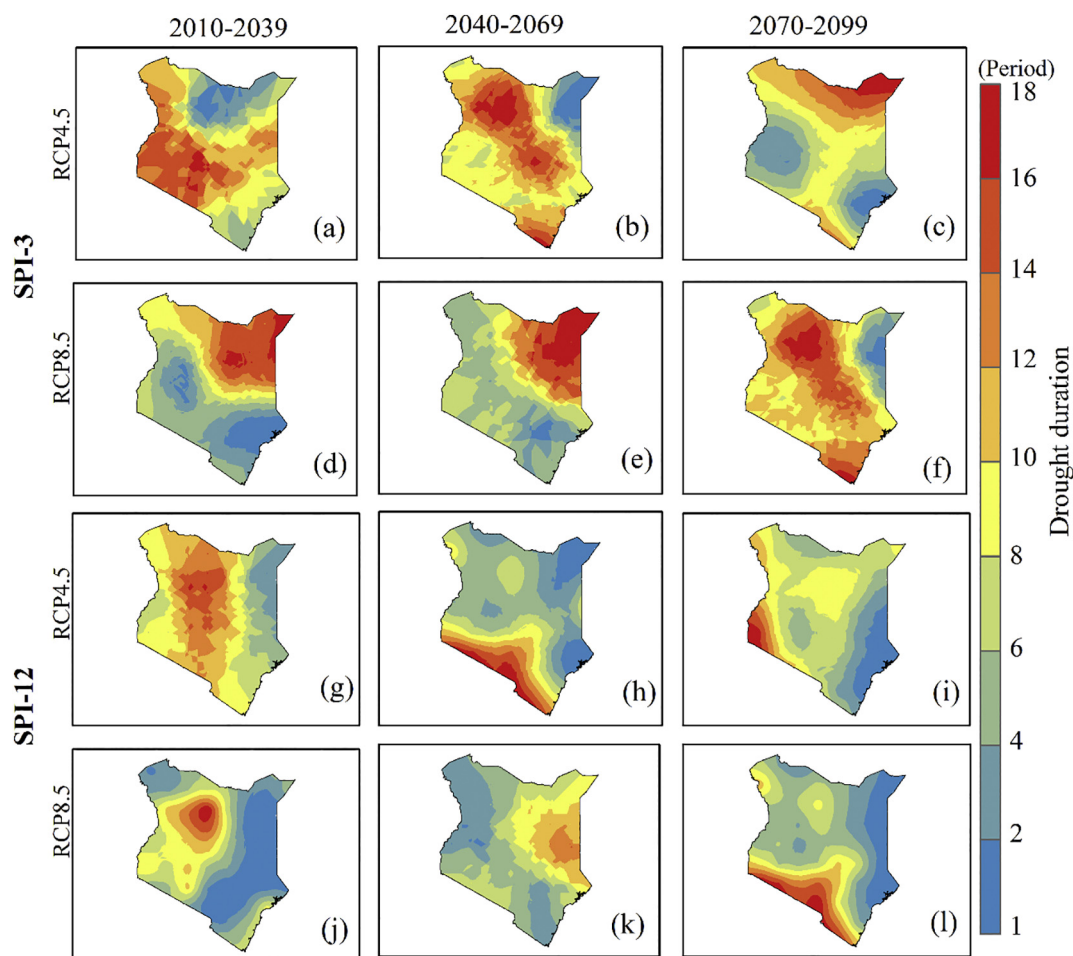 2010-2039 2040-2069 2070-2099
(Period)
SPI-3
RCP4.5
(a) (b) (c)
RCP8.5
(d) (e) (f)
SPI-12
RCP4.5
(g) (h) (i)
RCP8.5
(j) (k) (l)
18
16
14
12
10
8
6
4
2
1
Drought duration